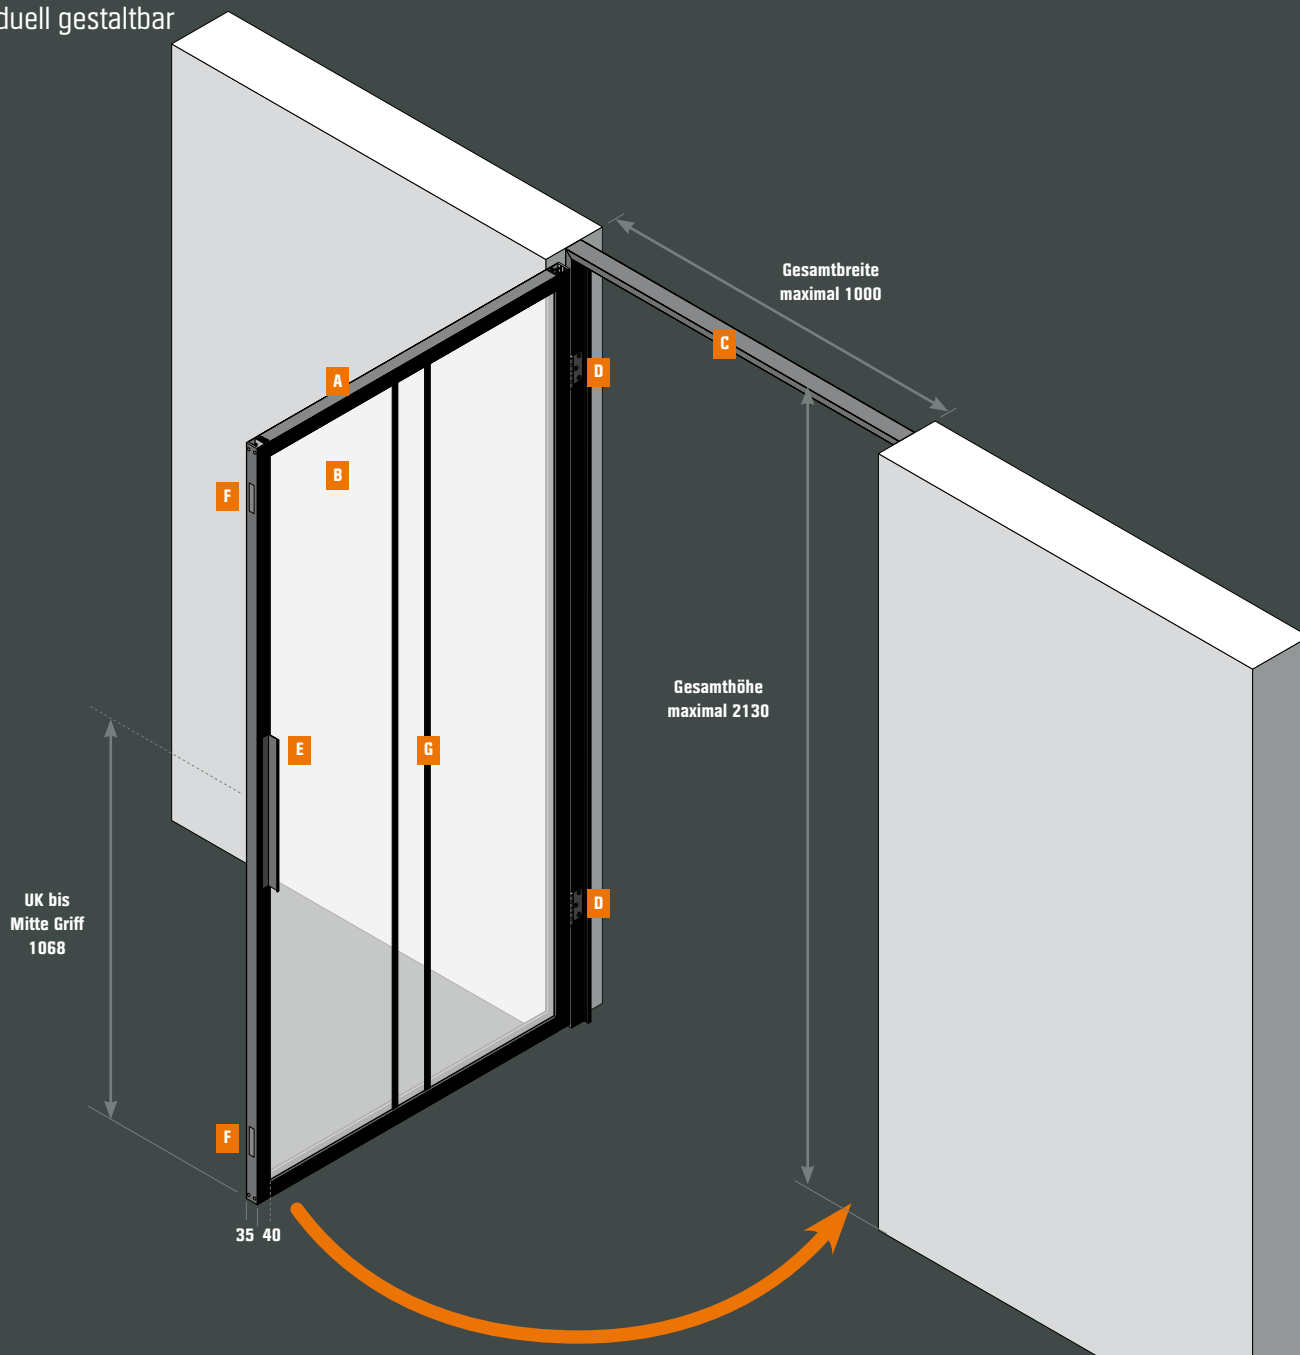 duell gestaltbar
Gesamtbreite
maximal 1000
C
D
A
B
F
Gesamthöhe
maximal 2130
E
G
UK bis
Mitte Griff
1068
D
F
35 40